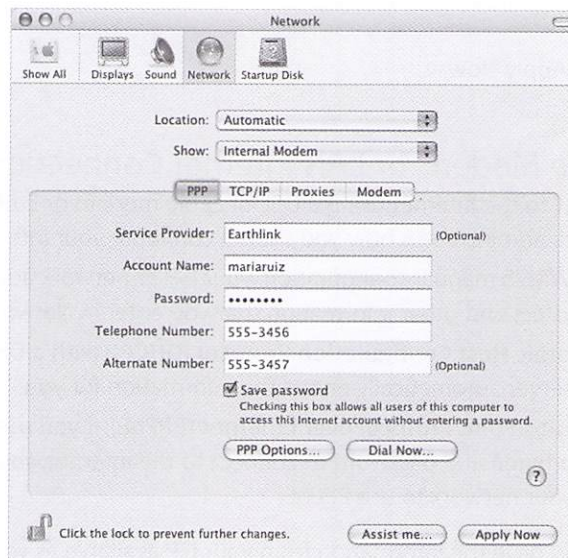 Network
Show All Displays Sound Network Startup Disk
Location: Automatic
Show: Internal Modem
PPP TCP/IP Proxies Modem
Service Provider: Earthlink (Optional)
Account Name: mariaruiz
Password: ••••••••
Telephone Number: 555-3456
Alternate Number: 555-3457 (Optional)
Save password
Checking this box allows all users of this computer to
access this Internet account without entering a password.
PPP Options... Dial Now...
?
Click the lock to prevent further changes. Assist me... Apply Now